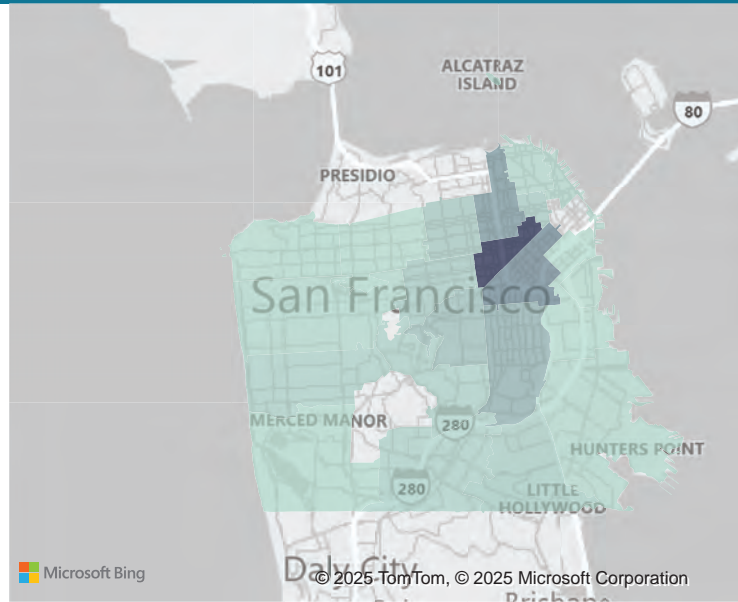 101
ALCATRAZ
ISLAND
80
PRESIDIO
San Francisco
MERCED MANOR
280
HUNTERS POINT
280
LITTLE
HOLLYWOOD
Microsoft Bing
Daly City
© 2025 TomTom, © 2025 Microsoft Corporation
Brisbane